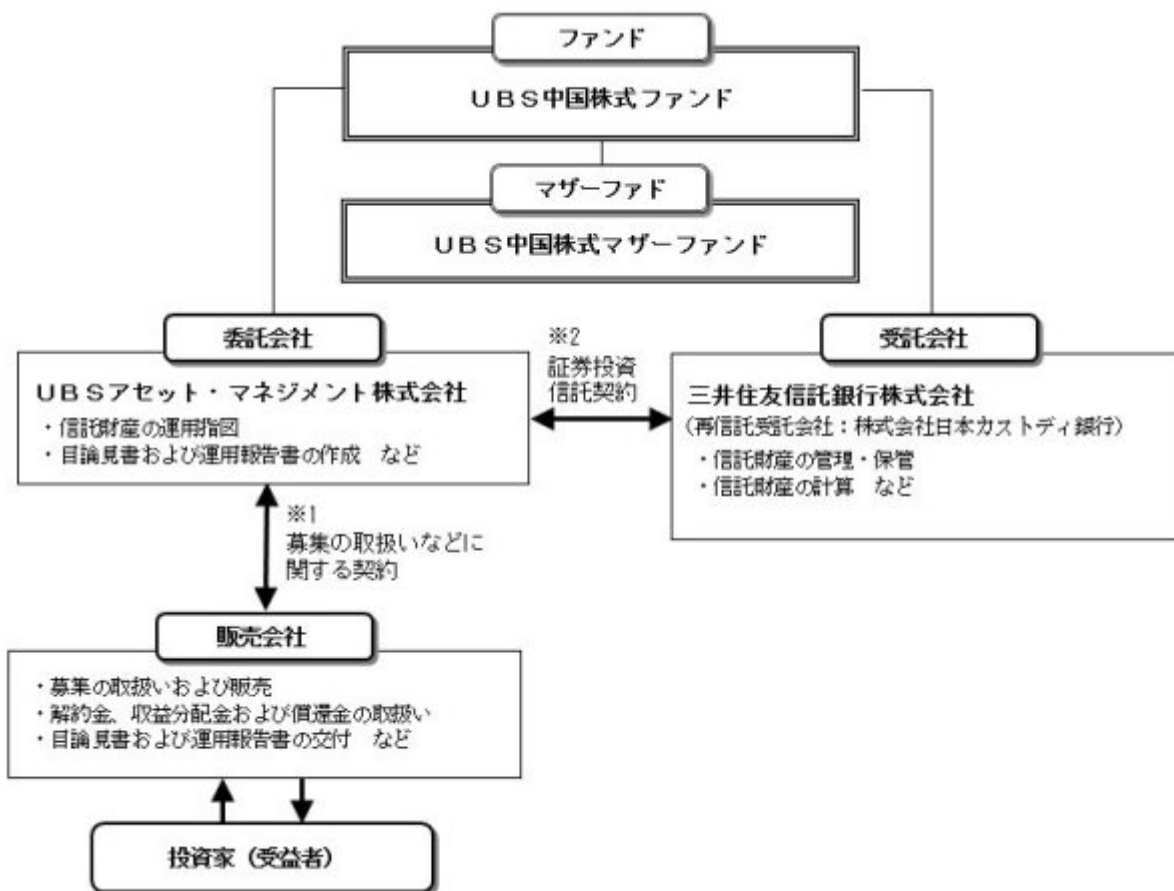 ファンド
UBS中国株式ファンド
マザーファド
UBS中国株式マザーファンド
委託会社
UBSアセット・マネジメント株式会社
・信託財産の運用指図
・目論見書および運用報告書の作成　など
※2
証券投資
信託契約
受託会社
三井住友信託銀行株式会社
(再信託受託会社：株式会社日本カストディ銀行)
・信託財産の管理・保管
・信託財産の計算　など
※1
募集の取扱いなどに
関する契約
販売会社
・募集の取扱いおよび販売
・解約金、収益分配金および償還金の取扱い
・目論見書および運用報告書の交付　など
投資家（受益者）